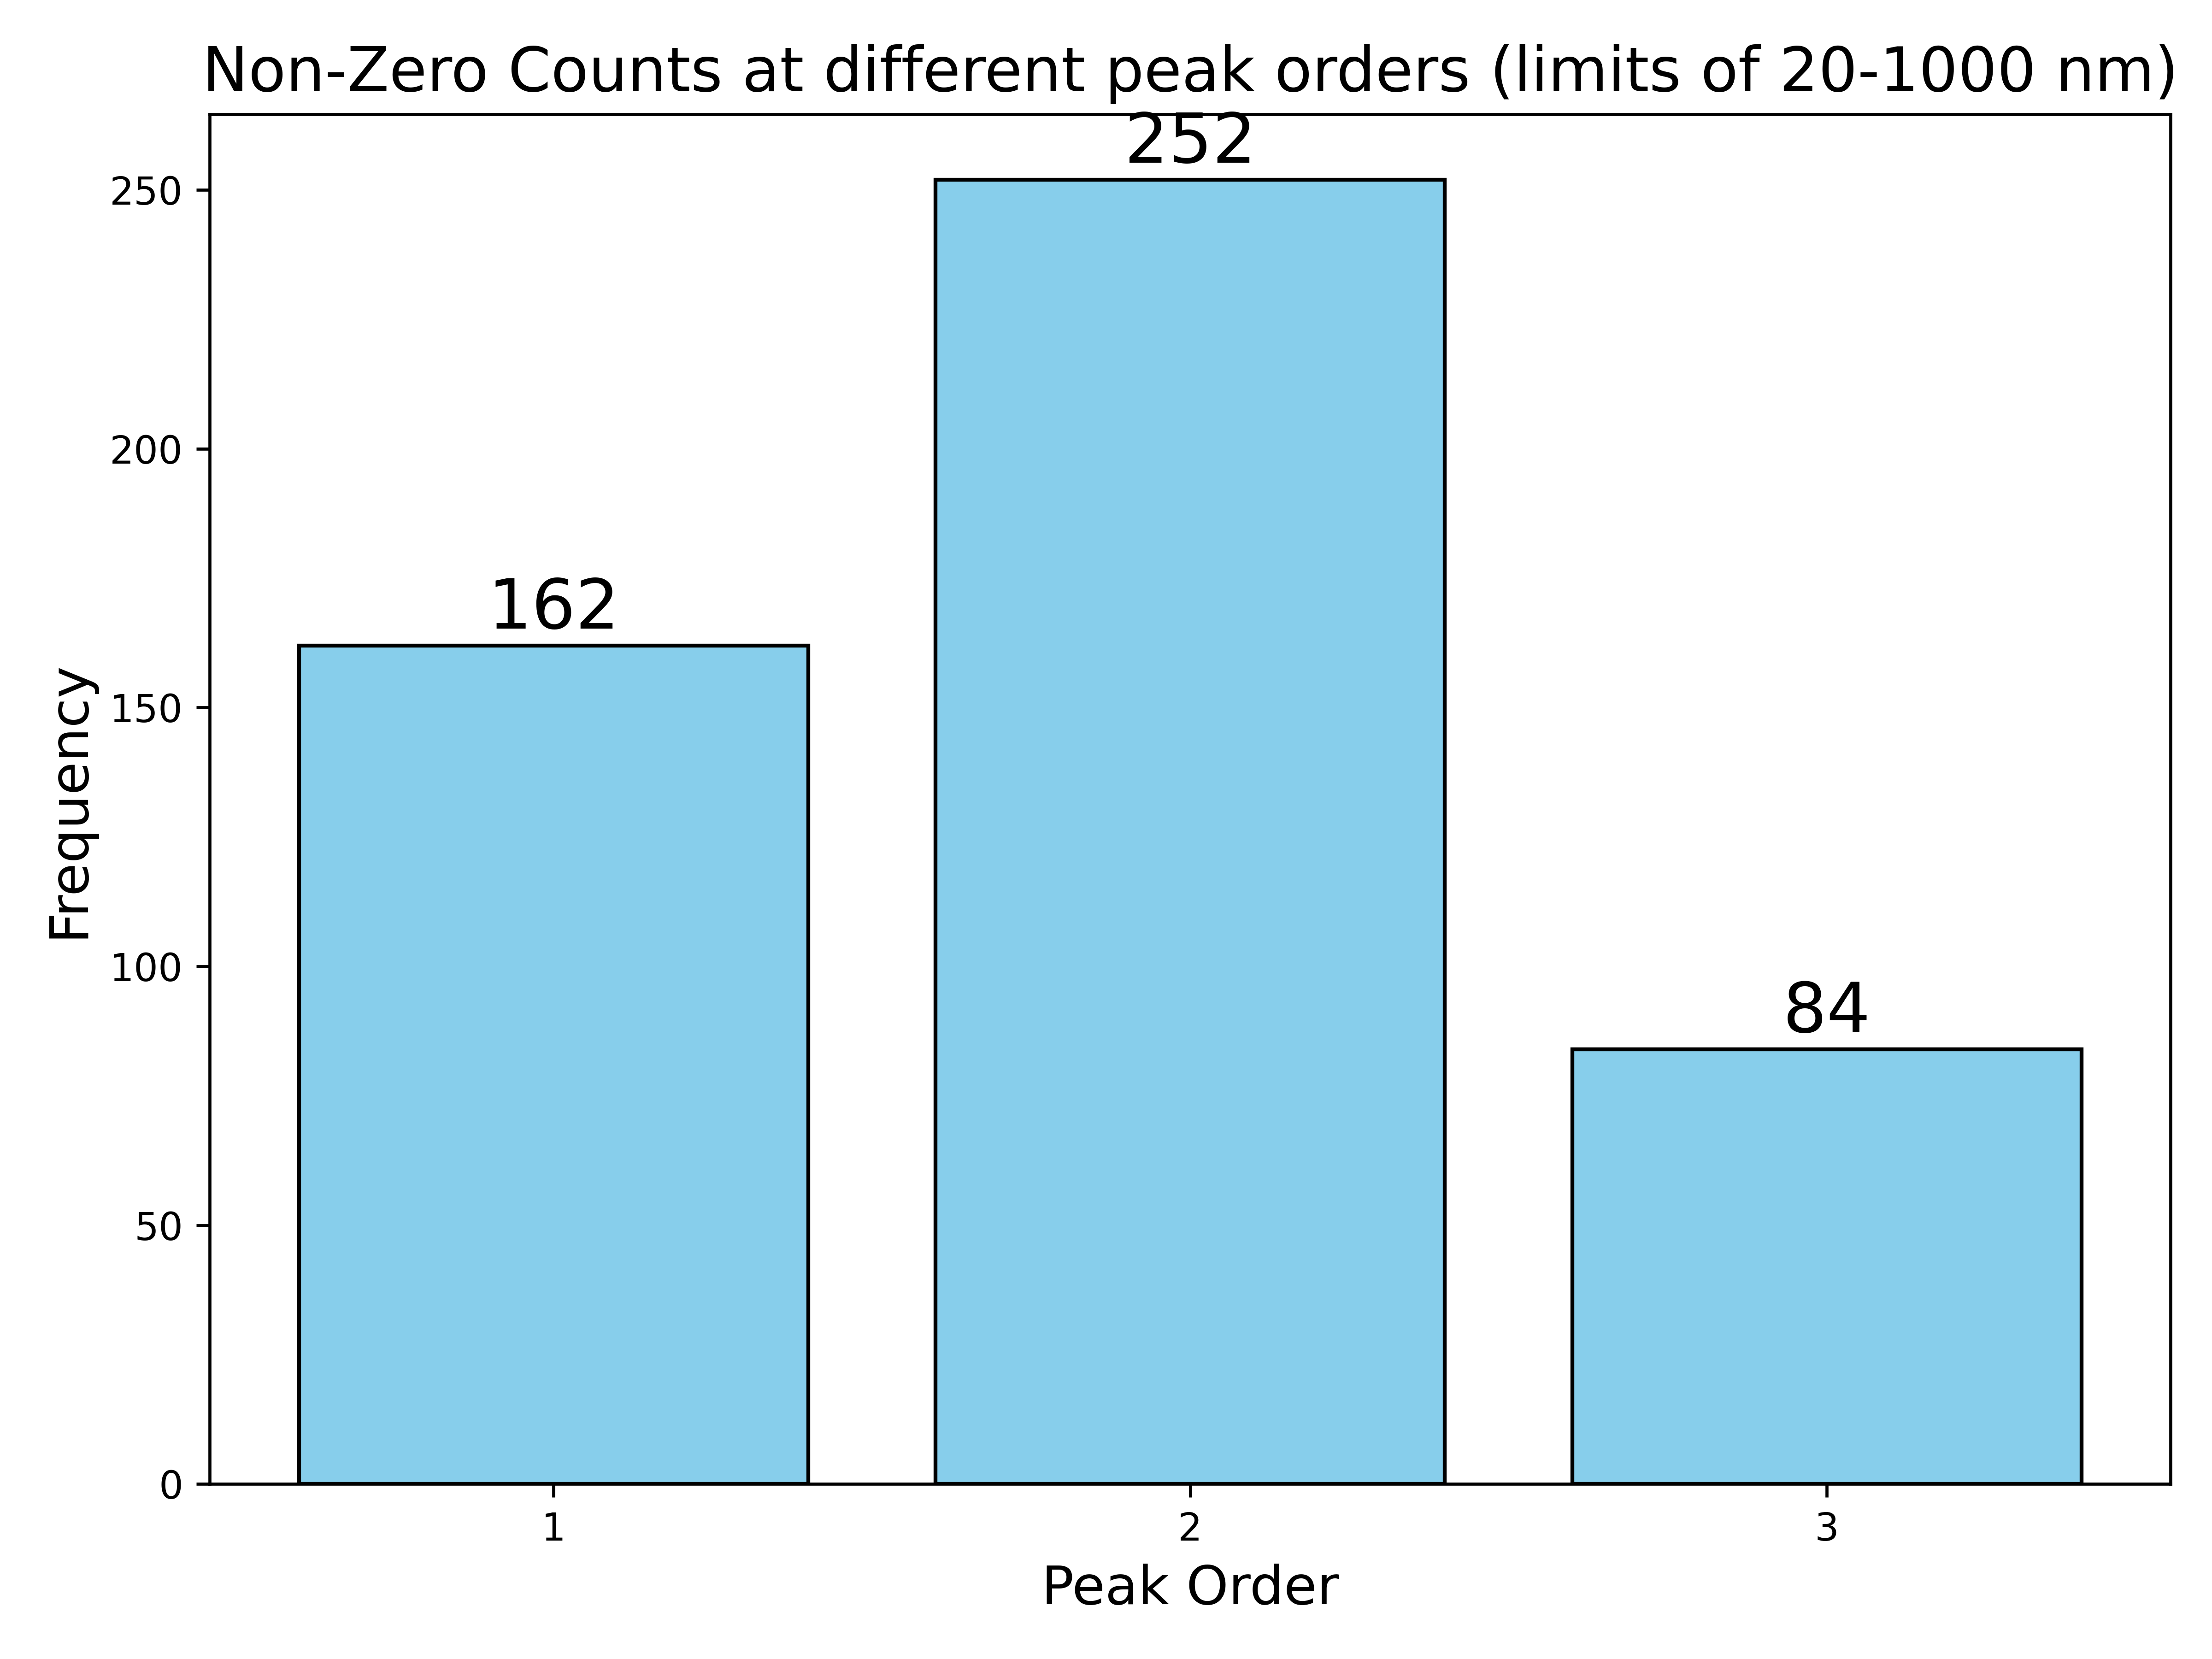 Non-Zero Counts at different peak orders (limits of 20-1000 nm)
252
250
200
162
150
Frequency
100
84
50
0
1 2 3
Peak Order